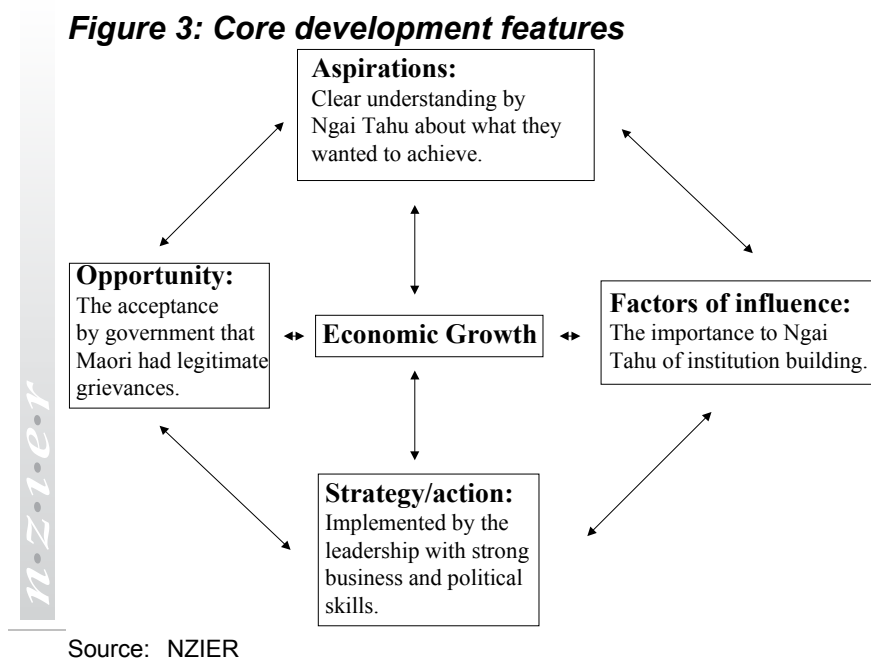 Figure 3: Core development features
Aspirations:
Clear understanding by
Ngai Tahu about what they
wanted to achieve.
Opportunity:
The acceptance
by government that
Maori had legitimate
grievances.
Economic Growth
Factors of influence:
The importance to Ngai
Tahu of institution building.
Strategy/action:
Implemented by the
leadership with strong
business and political
skills.
n•z•i•e•r
Source: NZIER